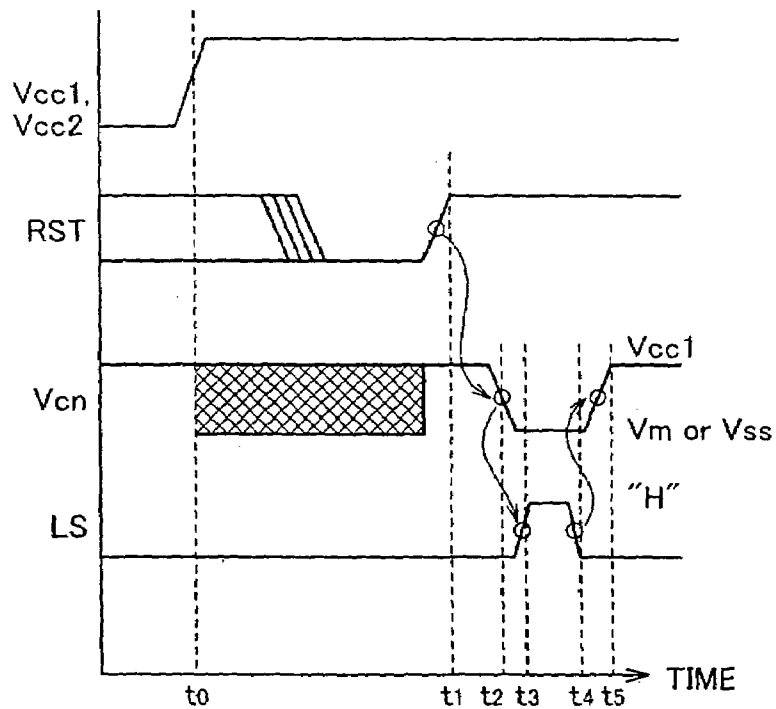 Vcc1,
Vcc2
RST
Vcn
Vcc1
Vm or Vss
"H"
LS
t0 t1 t2 t3 t4 t5 TIME